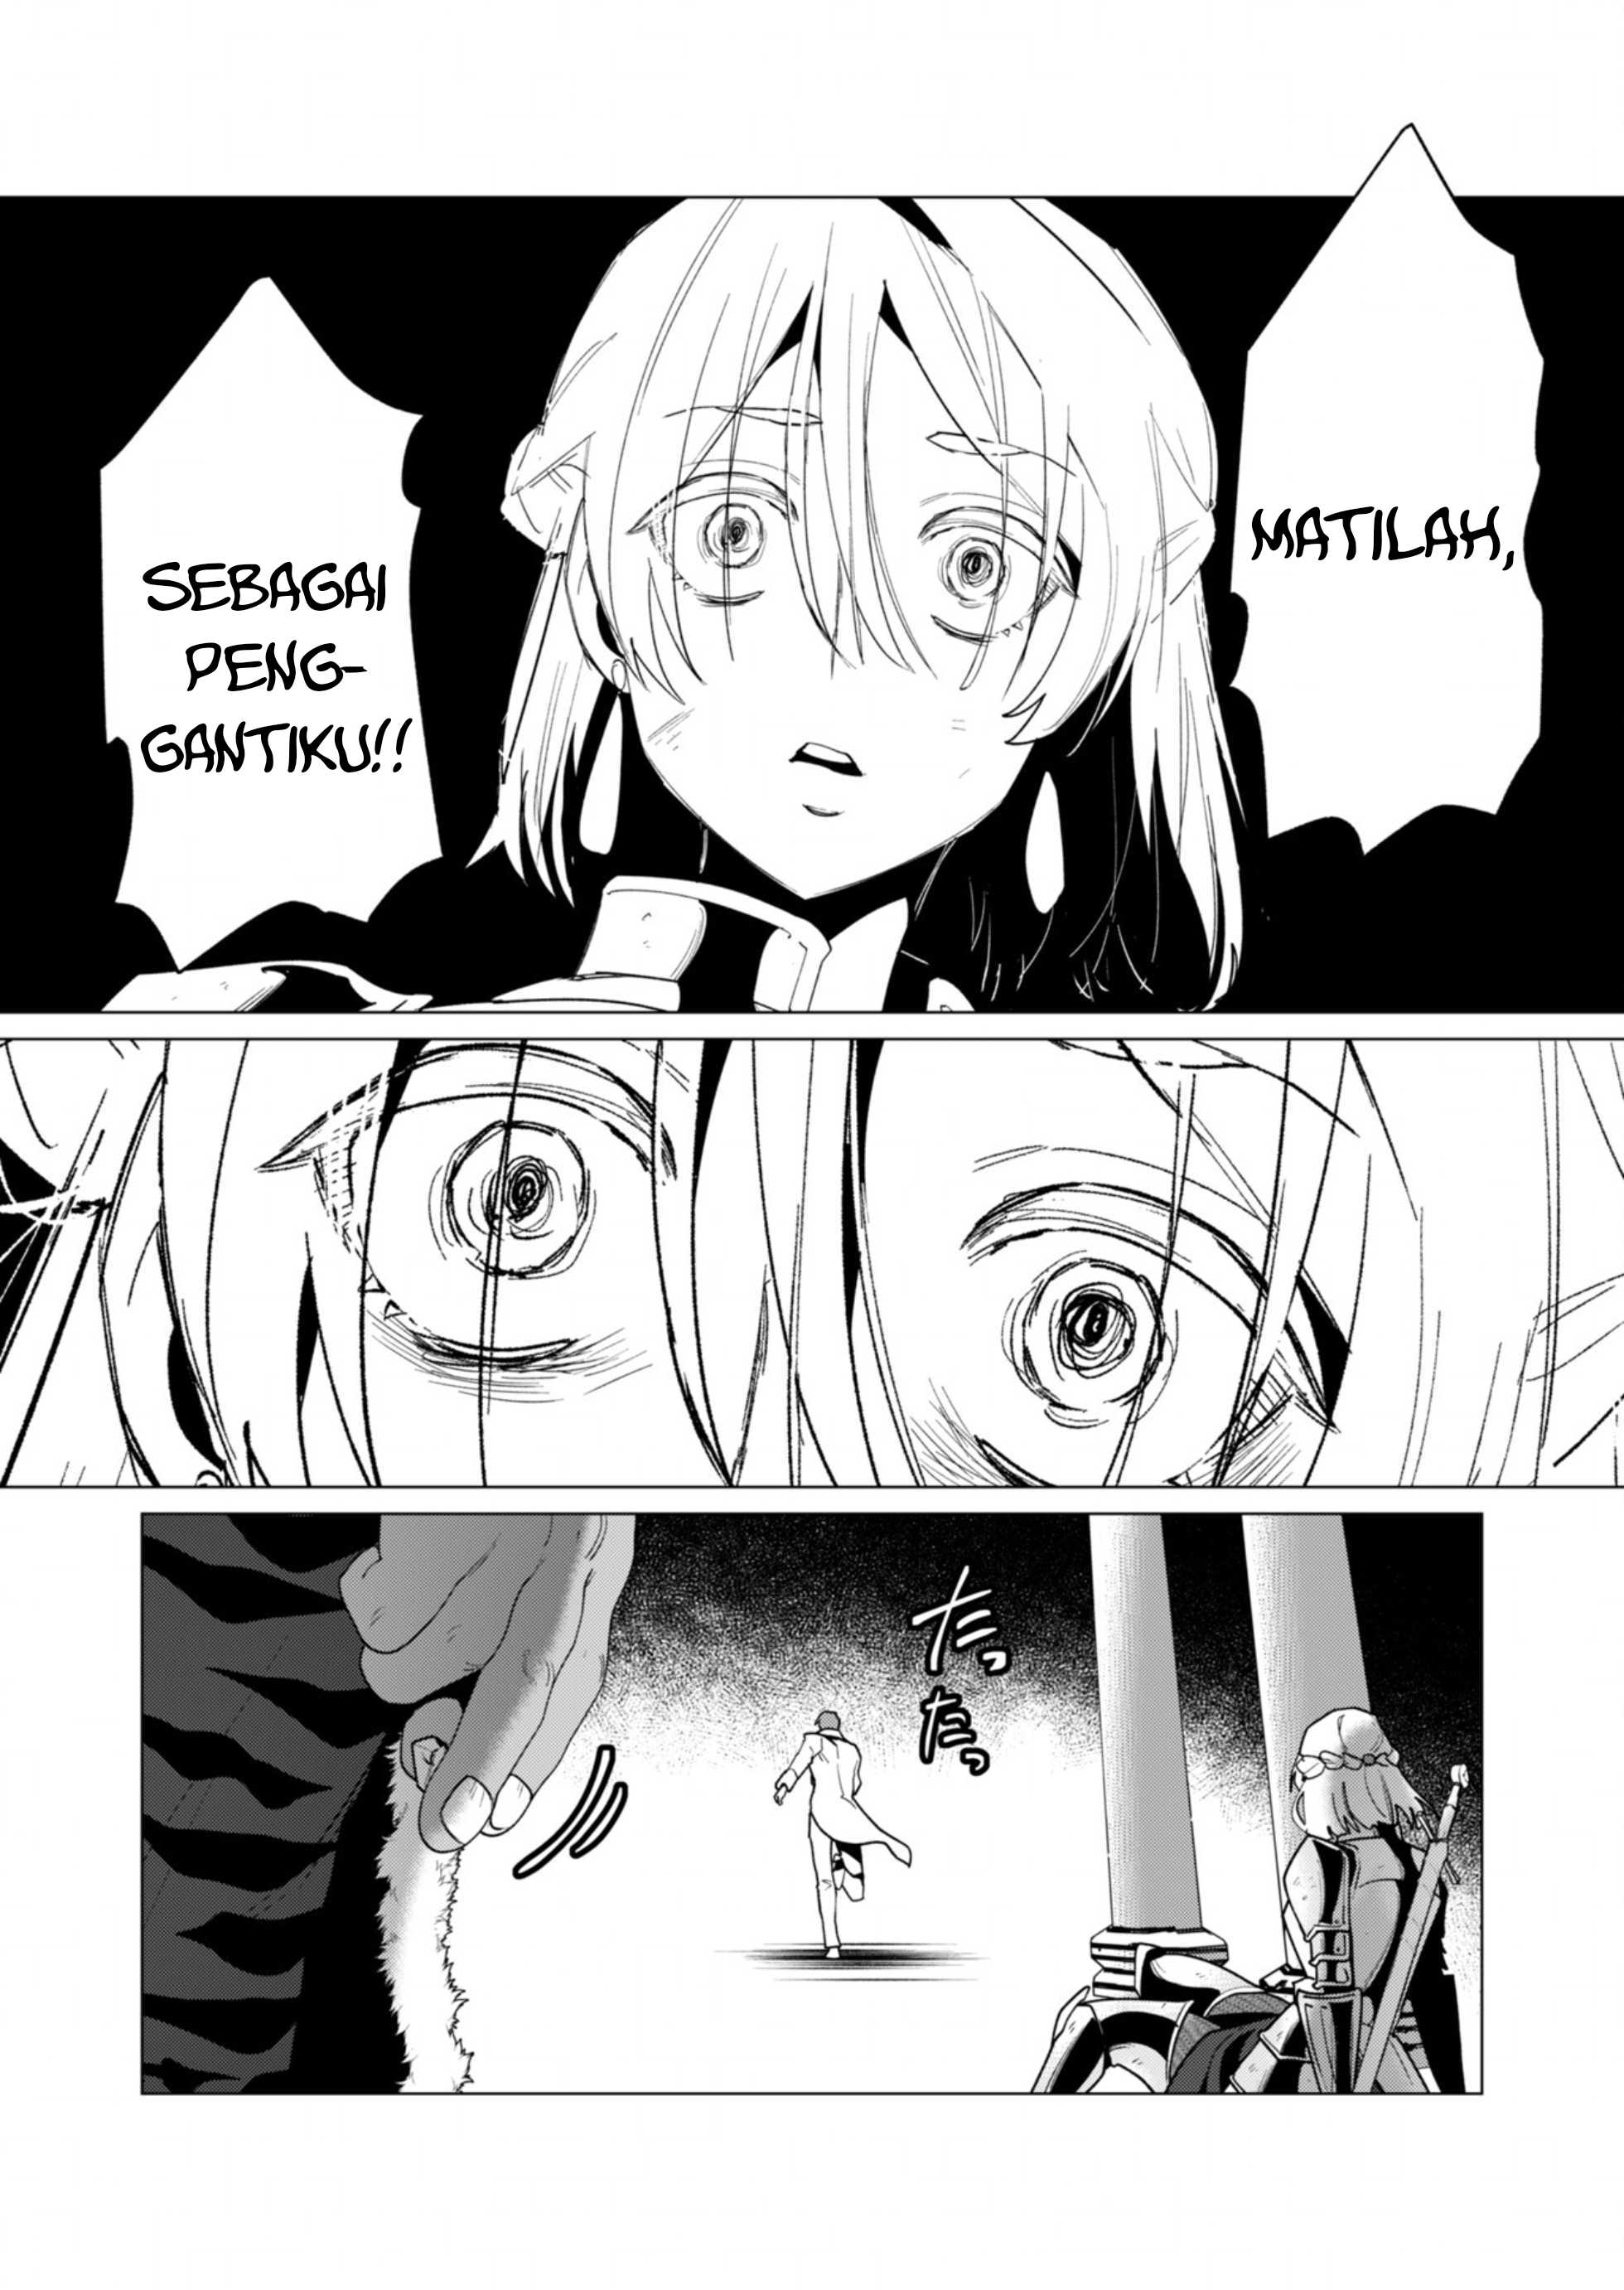 MATILAH,
SEBAGAI
PENG-
GANTIKU!!
たっ
たっ